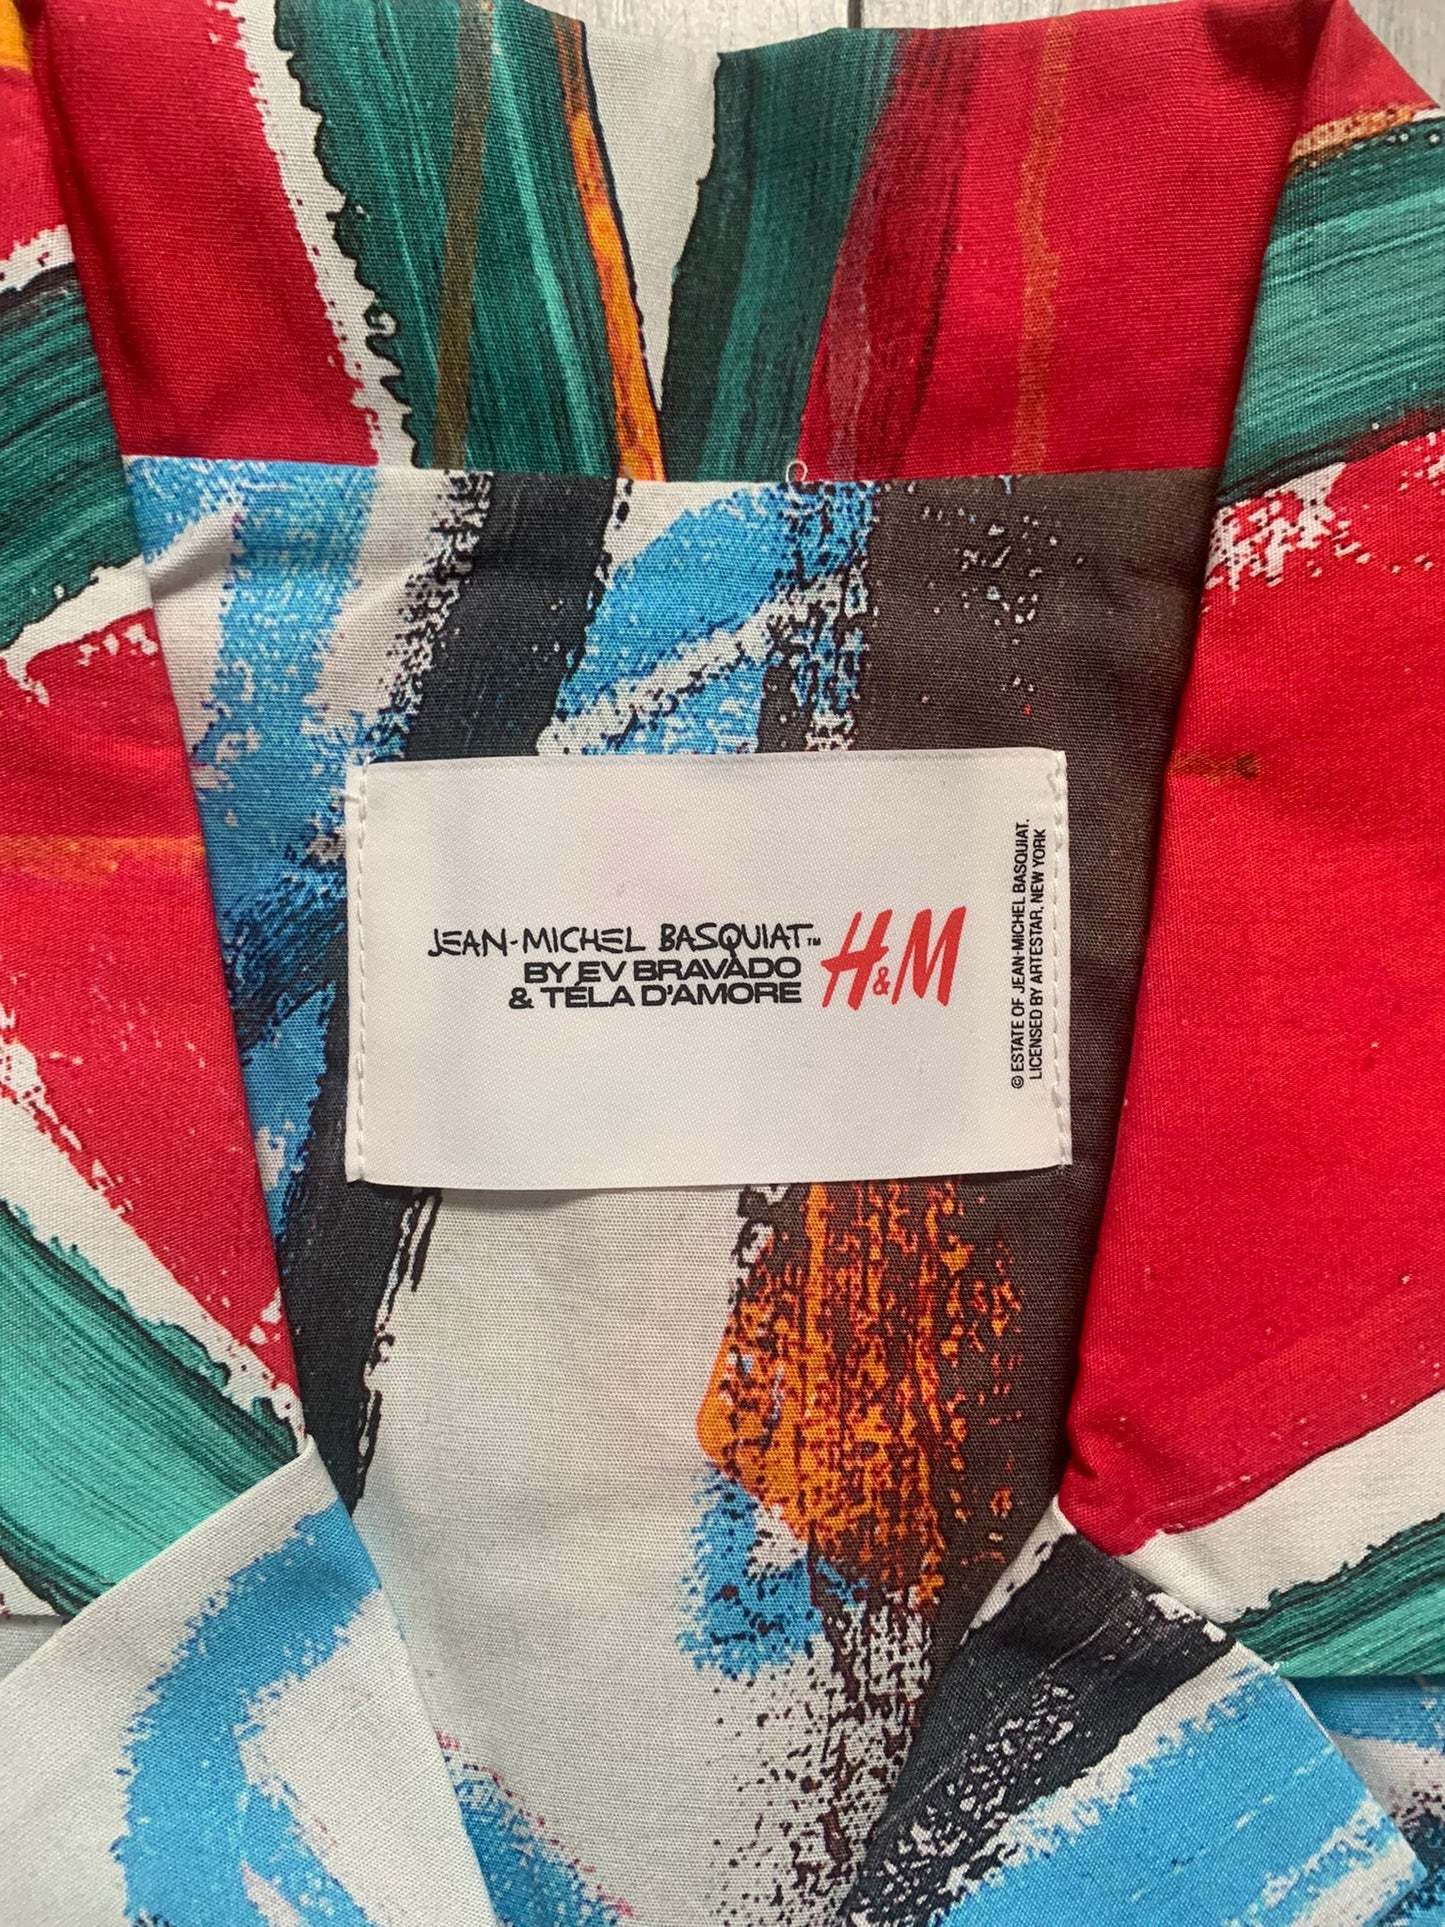 JEAN-MICHEL BASQUIAT™
BY EV BRAVADO
& TÉLA D'AMORE
H&M
© ESTATE OF JEAN-MICHEL BASQUIAT.
LICENSED BY ARTESTAR, NEW YORK